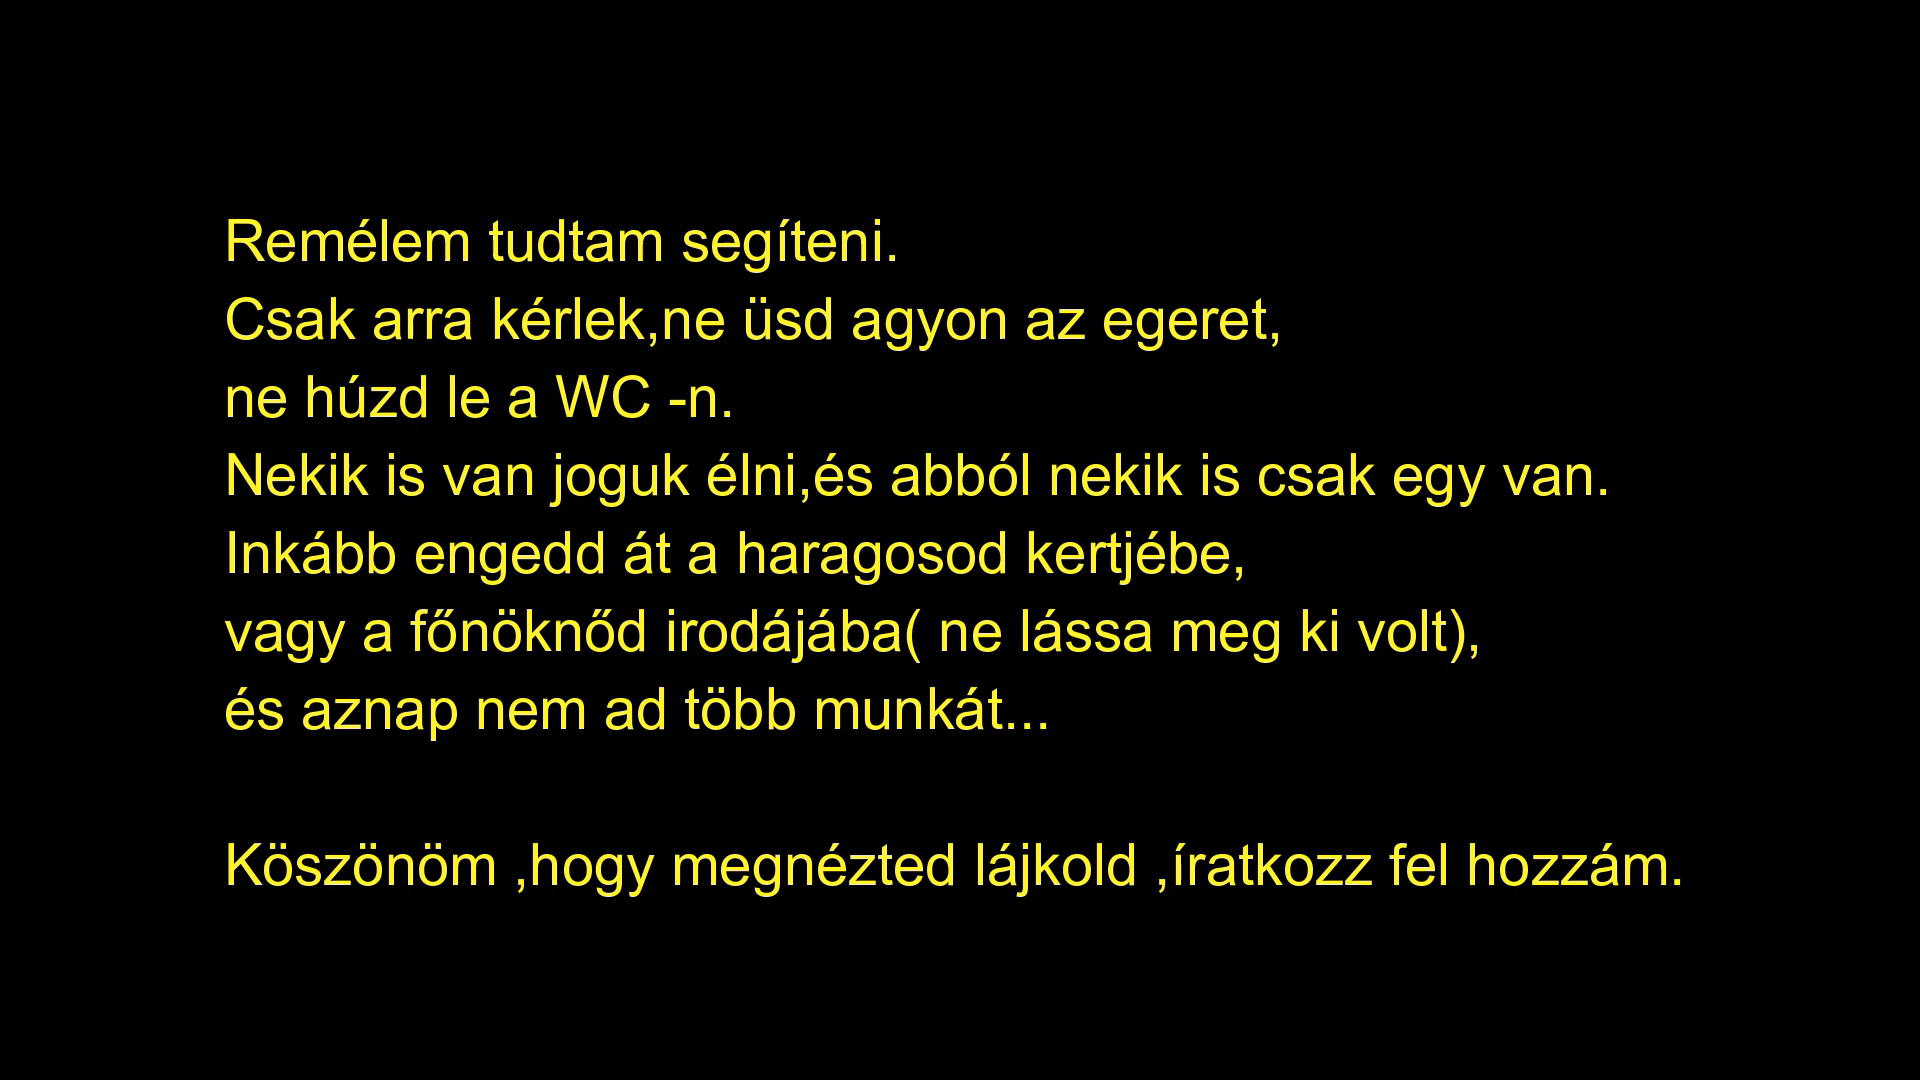 Remélem tudtam segíteni.
Csak arra kérlek,ne üsd agyon az egeret,
ne húzd le a WC -n.
Nekik is van joguk élni,és abból nekik is csak egy van.
Inkább engedd át a haragosod kertjébe,
vagy a főnöknőd irodájába( ne lássa meg ki volt),
és aznap nem ad több munkát...
Köszönöm ,hogy megnézted lájkold ,íratkozz fel hozzám.